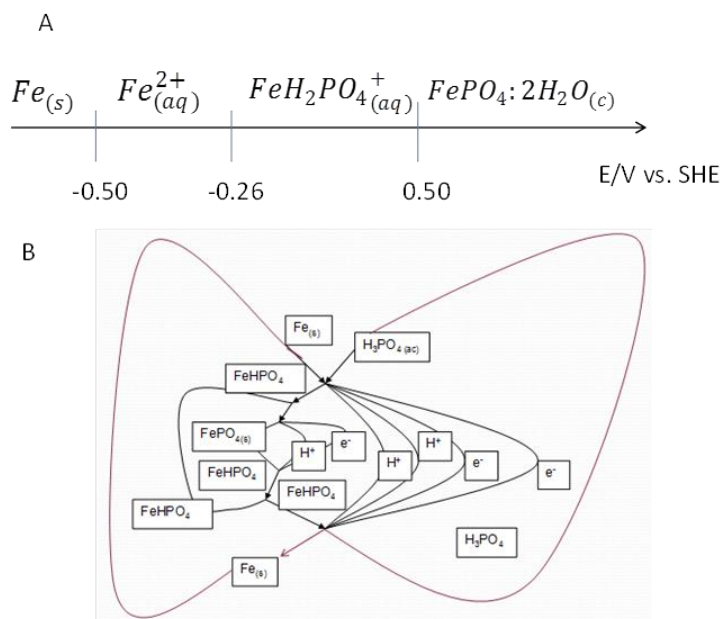 A
Fe(s) Fe2+(aq) FeH2PO4+(aq) FePO4:2H2O(c)
-0.50 -0.26 0.50 E/V vs. SHE
B
Fe(s)
H3PO4 (ac)
FeHPO4
FePO4(s)
H+
e-
H+
H+
e-
e-
FeHPO4
FeHPO4
FeHPO4
H3PO4
Fe(s)